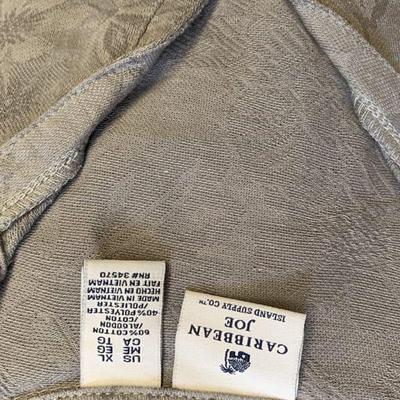 US XL
ME EG
CA TG
60%COTTON
/ALGODON
/COTON
40%POLYESTER
/POLIESTER
MADE IN VIETNAM
HECHO EN VIETNAM
FAIT EN VIETNAM
RN# 34570
CARIBBEAN
JOE
ISLAND SUPPLY CO.™